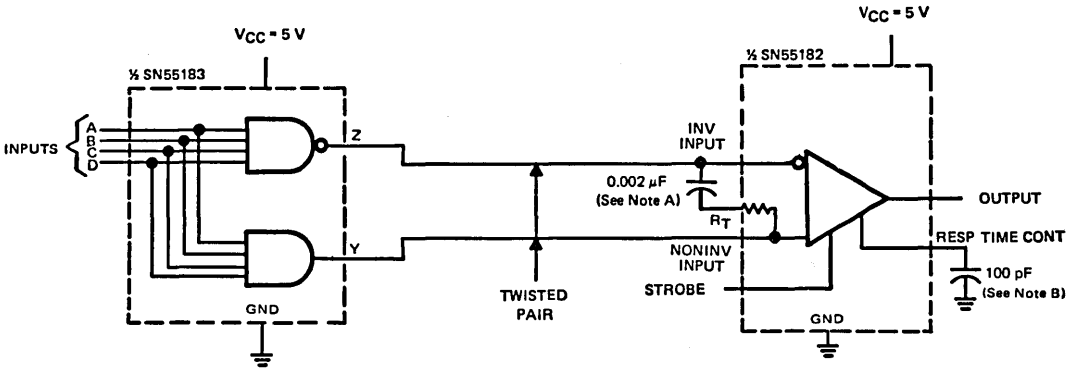 VCC = 5 V
½ SN55183
INPUTS
A
B
C
D
Z
Y
GND
TWISTED
PAIR
VCC = 5 V
½ SN55182
INV
INPUT
0.002 µF
(See Note A)
RT
NONINV
INPUT
STROBE
OUTPUT
RESP TIME CONT
100 pF
(See Note B)
GND